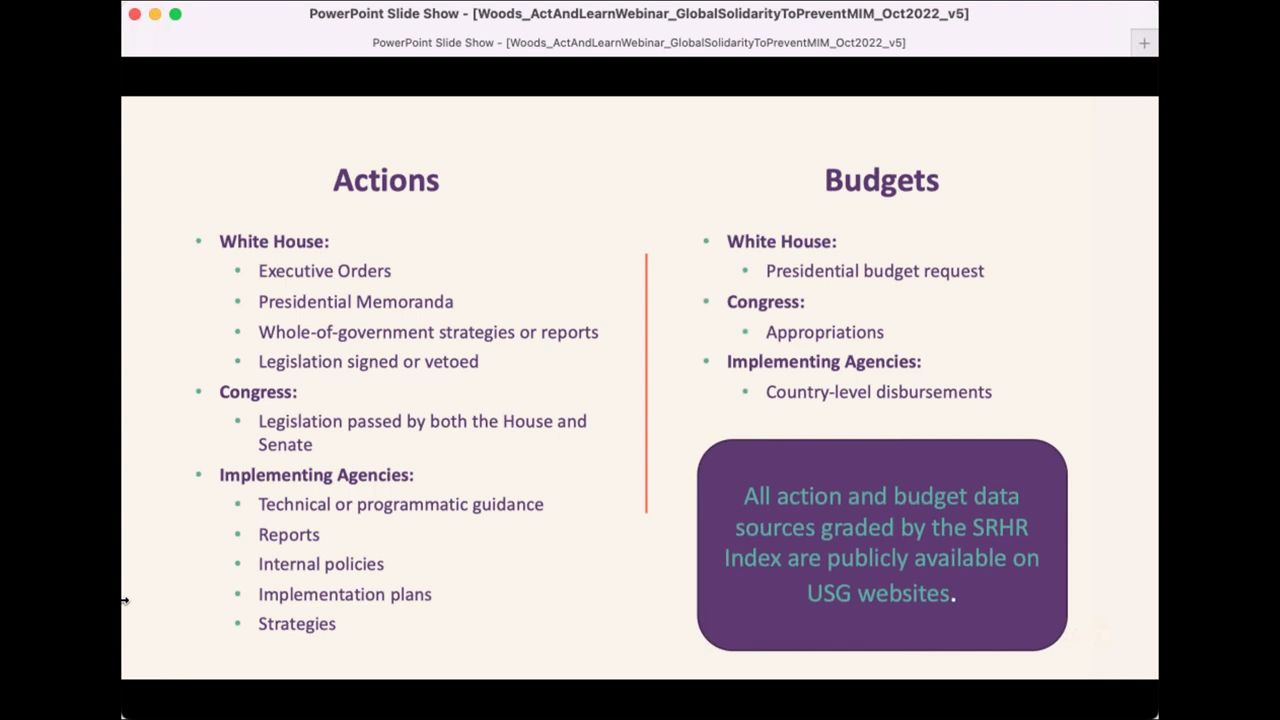 PowerPoint Slide Show - [Woods_ActAndLearnWebinar_GlobalSolidarityToPreventMIM_Oct2022_v5]
PowerPoint Slide Show - [Woods_ActAndLearnWebinar_GlobalSolidarityToPreventMIM_Oct2022_v5]
Actions
• White House:
• Executive Orders
• Presidential Memoranda
• Whole-of-government strategies or reports
• Legislation signed or vetoed
• Congress:
• Legislation passed by both the House and
Senate
• Implementing Agencies:
• Technical or programmatic guidance
• Reports
• Internal policies
• Implementation plans
• Strategies
Budgets
• White House:
• Presidential budget request
• Congress:
• Appropriations
• Implementing Agencies:
• Country-level disbursements
All action and budget data
sources graded by the SRHR
Index are publicly available on
USG websites.